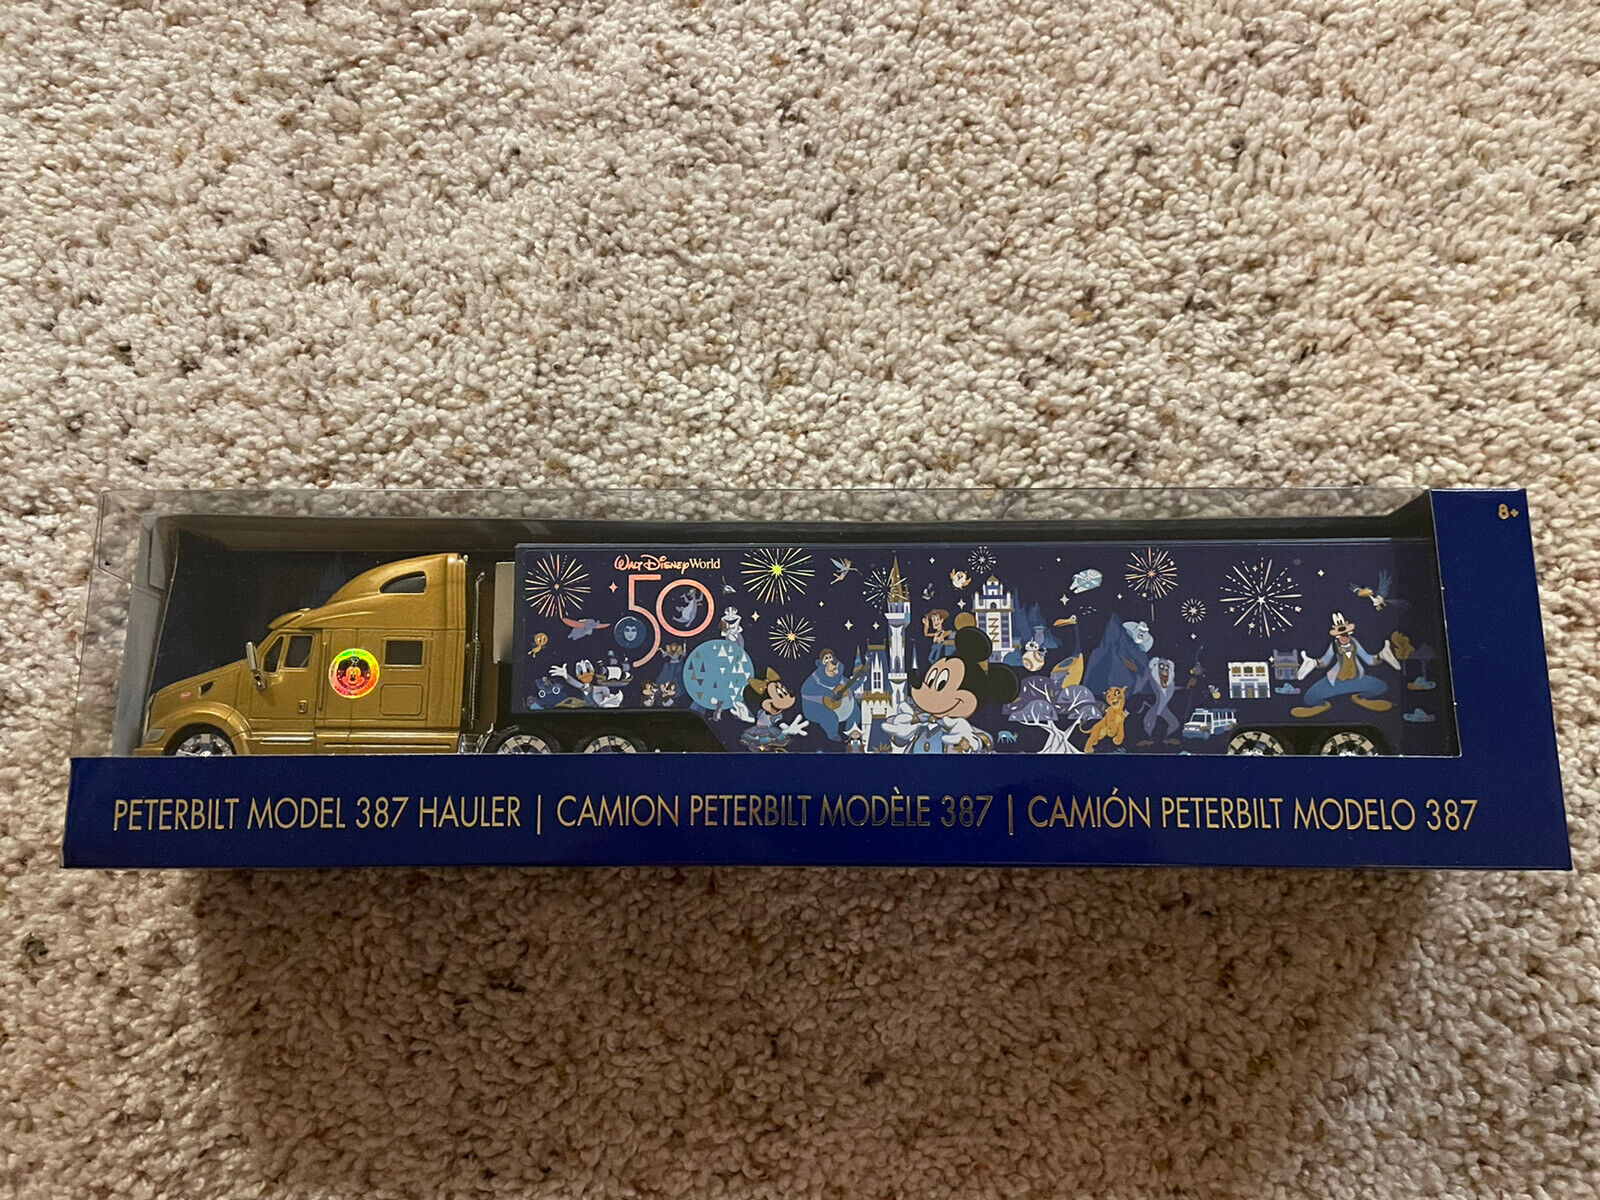 8+
Walt Disney World
50
PETERBILT MODEL 387 HAULER | CAMION PETERBILT MODÈLE 387 | CAMIÓN PETERBILT MODELO 387